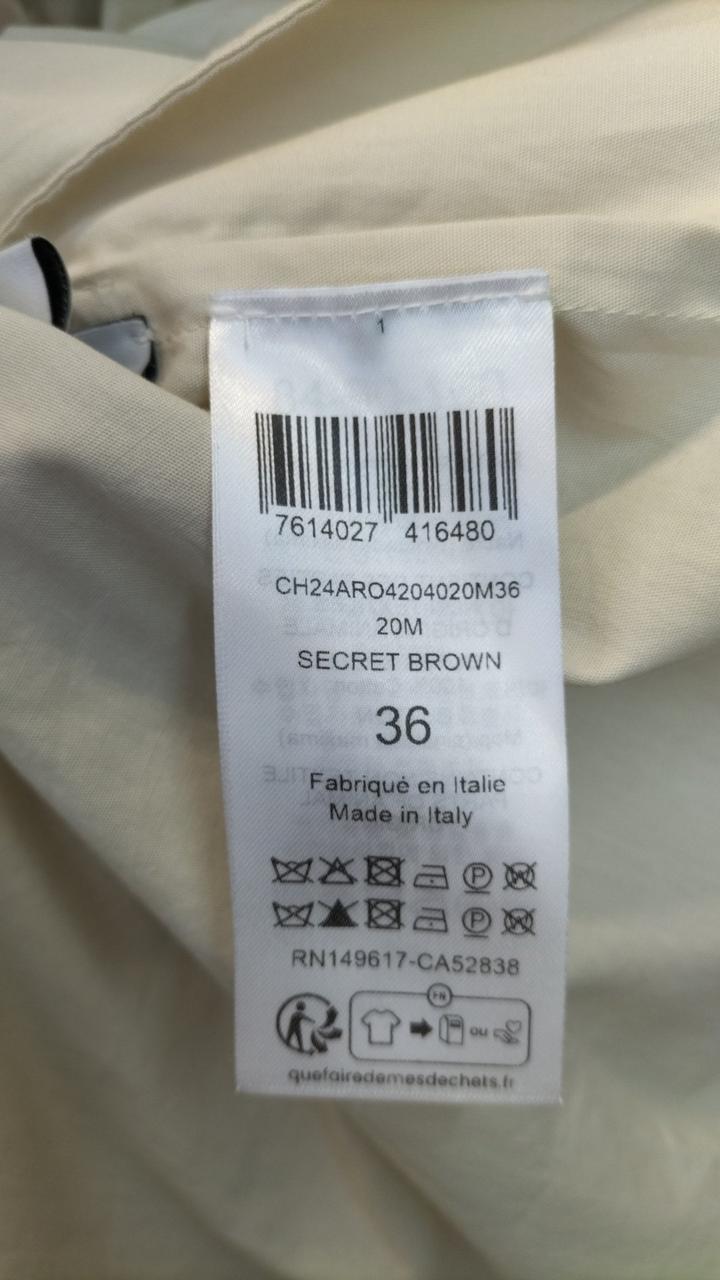 1
7614027 416480
CH24ARO4204020M36
20M
SECRET BROWN
36
Fabriqué en Italie
Made in Italy
P
P
RN149617-CA52838
FR
ou
quefairedemesdechets.fr